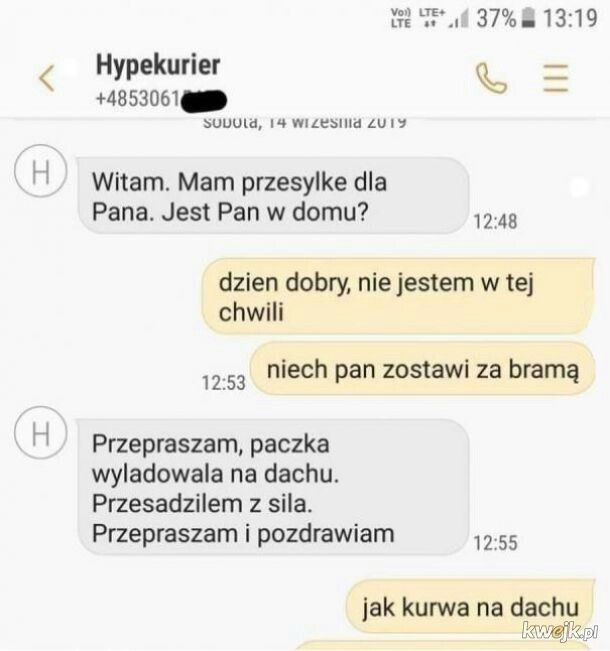 Vo)) LTE LTE+ 37% 13:19
Hypekurier
+4853061
sobota, 14 września 2019
H
Witam. Mam przesylke dla
Pana. Jest Pan w domu?
12:48
dzien dobry, nie jestem w tej
chwili
niech pan zostawi za bramą
12:53
H
Przepraszam, paczka
wyladowala na dachu.
Przesadzilem z sila.
Przepraszam i pozdrawiam
12:55
jak kurwa na dachu
kwejk.pl